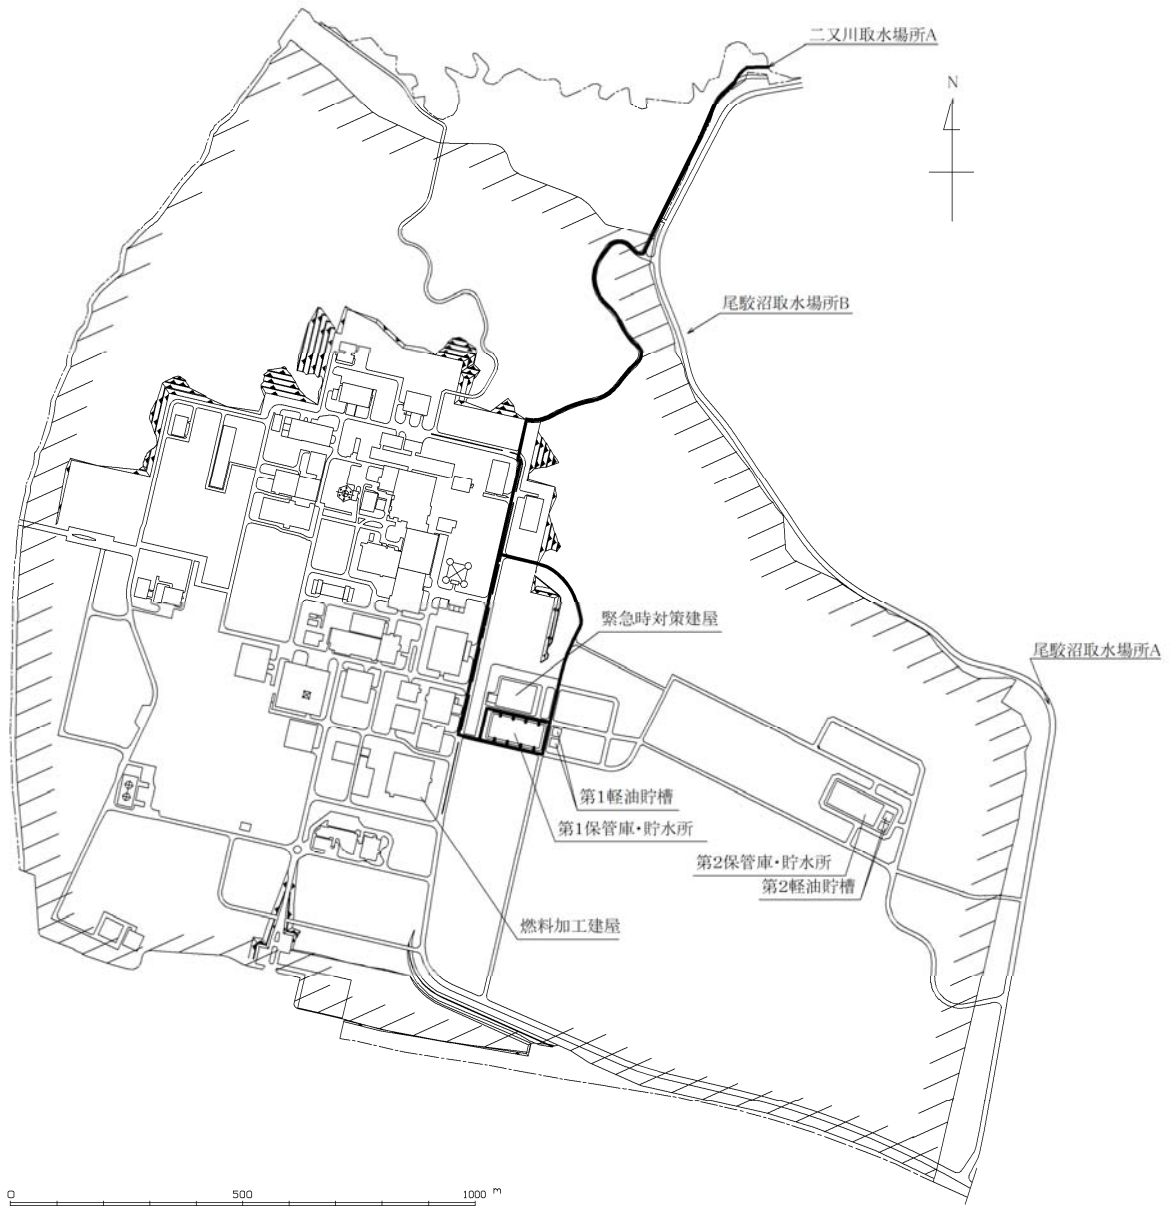 二又川取水場所A
N
尾駮沼取水場所B
緊急時対策建屋
尾駮沼取水場所A
第1軽油貯槽
第1保管庫・貯水所
第2保管庫・貯水所
第2軽油貯槽
燃料加工建屋
0 500 1000 m